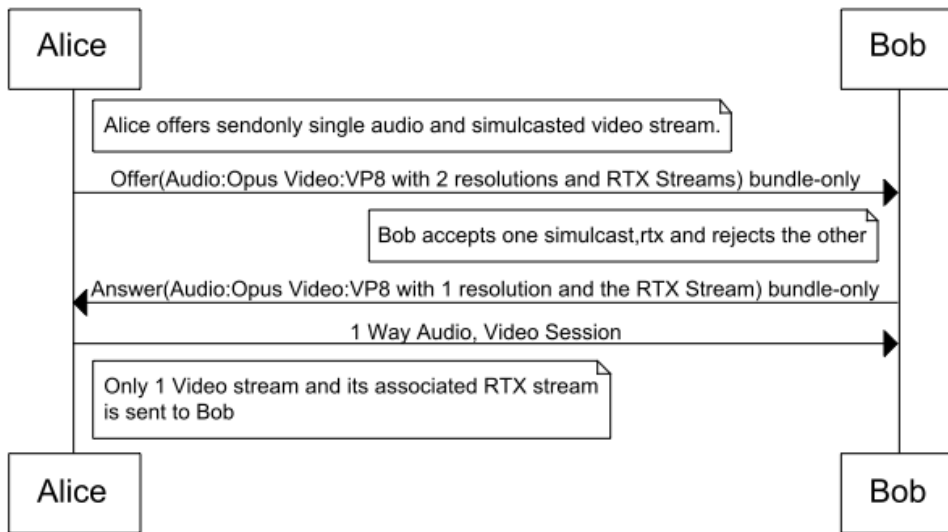 Alice
Bob
Alice offers sendonly single audio and simulcasted video stream.
Offer(Audio:Opus Video:VP8 with 2 resolutions and RTX Streams) bundle-only
Bob accepts one simulcast,rtx and rejects the other
Answer(Audio:Opus Video:VP8 with 1 resolution and the RTX Stream) bundle-only
1 Way Audio, Video Session
Only 1 Video stream and its associated RTX stream
is sent to Bob
Alice
Bob